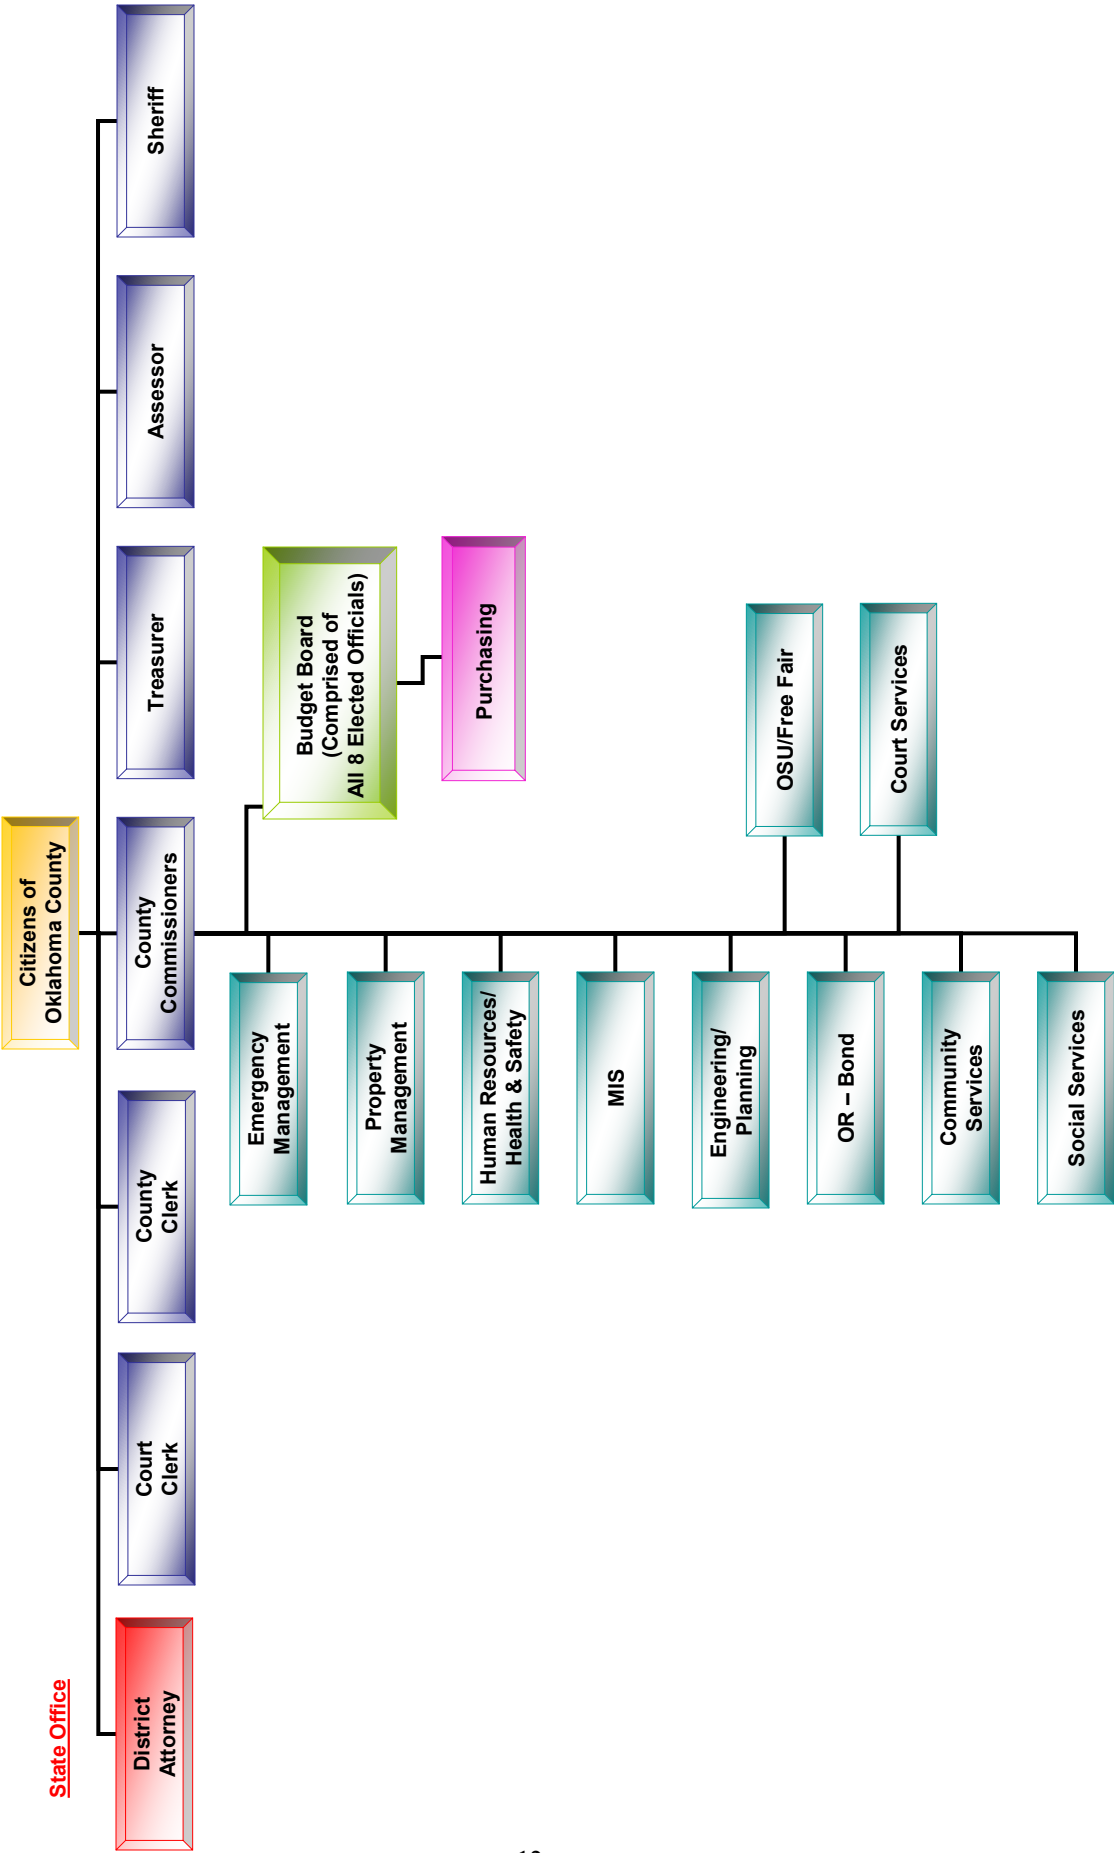 Citizens of
Oklahoma County
State Office
District
Attorney
Court
Clerk
County
Clerk
County
Commissioners
Treasurer
Assessor
Sheriff
Budget Board
(Comprised of
All 8 Elected Officials)
Purchasing
Emergency
Management
Property
Management
Human Resources/
Health & Safety
MIS
Engineering/
Planning
OSU/Free Fair
OR – Bond
Court Services
Community
Services
Social Services